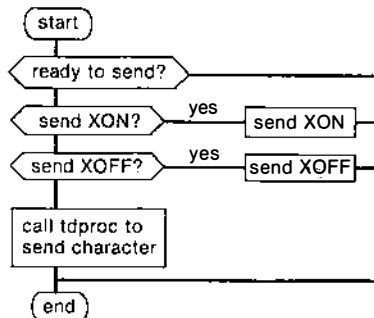 start
ready to send?
send XON?
yes
send XON
send XOFF?
yes
send XOFF
call tdproc to
send character
end